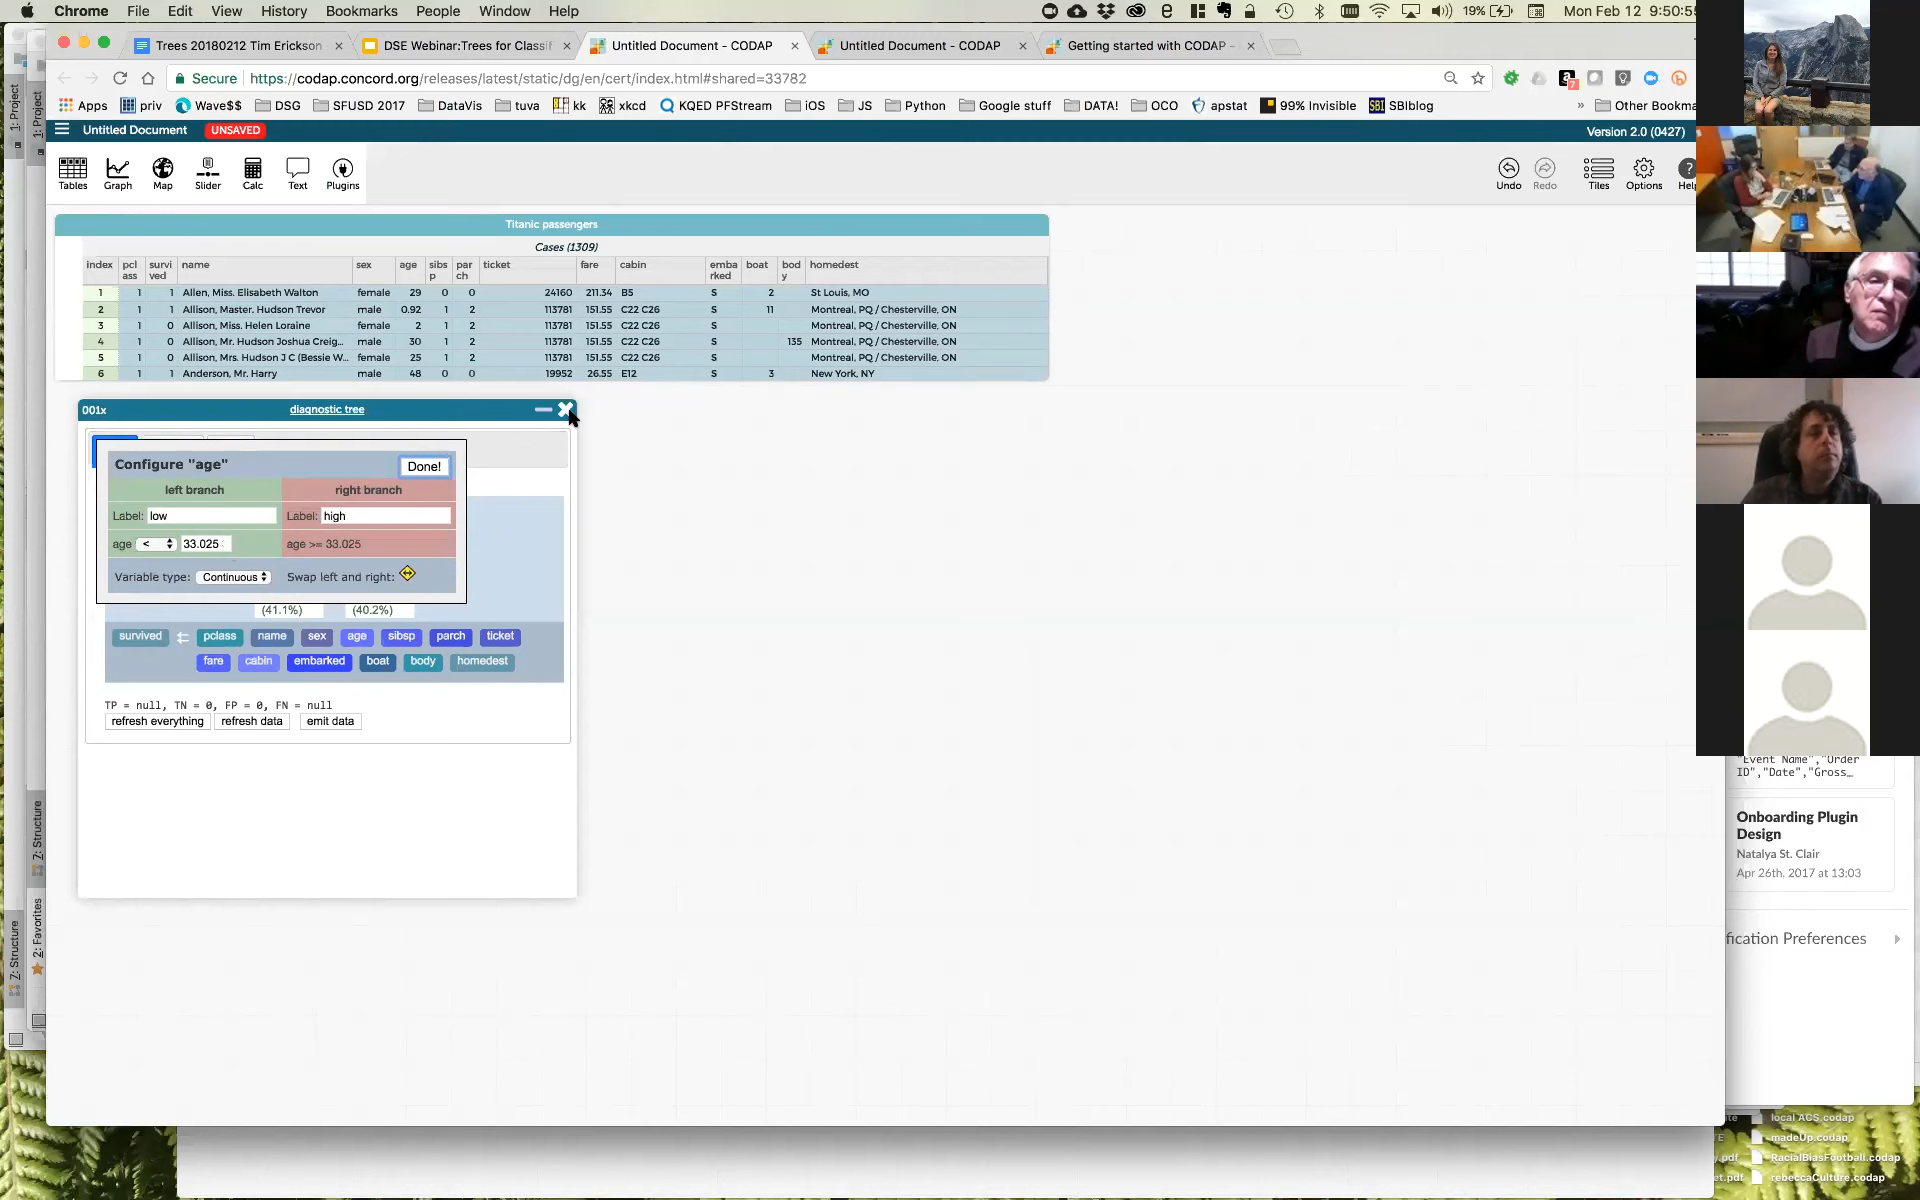 Chrome File Edit View History Bookmarks People Window Help
19% Mon Feb 12 9:50:55
Trees 20180212 Tim Erickson
DSE Webinar:Trees for Classif
Untitled Document - CODAP
Untitled Document - CODAP
Getting started with CODAP -
Secure https://codap.concord.org/releases/latest/static/dg/en/cert/index.html#shared=33782
Apps priv Wave$$ DSG SFUSD 2017 DataVis tuva kk xkcd KQED PFStream iOS JS Python Google stuff DATA! OCO apstat 99% Invisible SBIblog » Other Bookma
1: Project
1: Project
Untitled Document UNSAVED Version 2.0 (0427)
Tables Graph Map Slider Calc Text Plugins Undo Redo Tiles Options Help
Titanic passengers
Cases (1309)
index pclass survived name sex age sibsp parch ticket fare cabin embarked boat body homedest
1 1 1 Allen, Miss. Elisabeth Walton female 29 0 0 24160 211.34 B5 S 2 St Louis, MO
2 1 1 Allison, Master. Hudson Trevor male 0.92 1 2 113781 151.55 C22 C26 S 11 Montreal, PQ / Chesterville, ON
3 1 0 Allison, Miss. Helen Loraine female 2 1 2 113781 151.55 C22 C26 S Montreal, PQ / Chesterville, ON
4 1 0 Allison, Mr. Hudson Joshua Creig... male 30 1 2 113781 151.55 C22 C26 S 135 Montreal, PQ / Chesterville, ON
5 1 0 Allison, Mrs. Hudson J C (Bessie W... female 25 1 2 113781 151.55 C22 C26 S Montreal, PQ / Chesterville, ON
6 1 1 Anderson, Mr. Harry male 48 0 0 19952 26.55 E12 S 3 New York, NY
001x diagnostic tree
Configure "age" Done!
left branch right branch
Label: low Label: high
age < 33.025 age >= 33.025
Variable type: Continuous Swap left and right:
(41.1%) (40.2%)
survived pclass name sex age sibsp parch ticket
fare cabin embarked boat body homedest
TP = null, TN = 0, FP = 0, FN = null
refresh everything refresh data emit data
7: Structure
2: Favorites
7: Structure
"Event Name","Order
ID","Date","Gross_
Onboarding Plugin
Design
Natalya St. Clair
Apr 26th, 2017 at 13:03
fication Preferences
local ACS.codap
madeUp.codap
RacialBiasFootball.codap
rebeccaCulture.codap